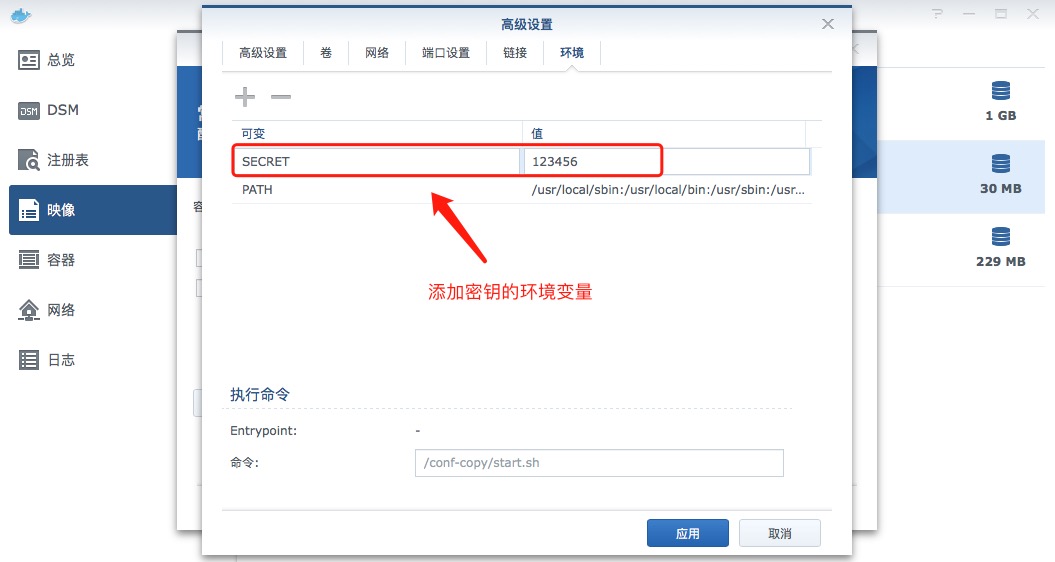 高级设置
总览
DSM
DSM
注册表
映像
容器
网络
日志
高级设置 卷 网络 端口设置 链接 环境
可变 值
SECRET 123456
PATH /usr/local/sbin:/usr/local/bin:/usr/sbin:/usr...
添加密钥的环境变量
执行命令
Entrypoint: -
命令: /conf-copy/start.sh
应用 取消
1 GB
30 MB
229 MB